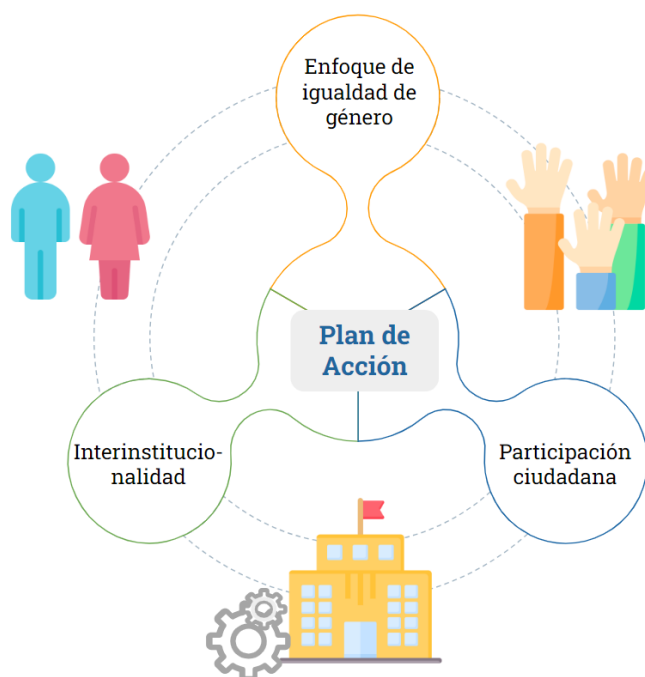 Enfoque de
igualdad de
género
Plan de
Acción
Interinstitucio-
nalidad
Participación
ciudadana